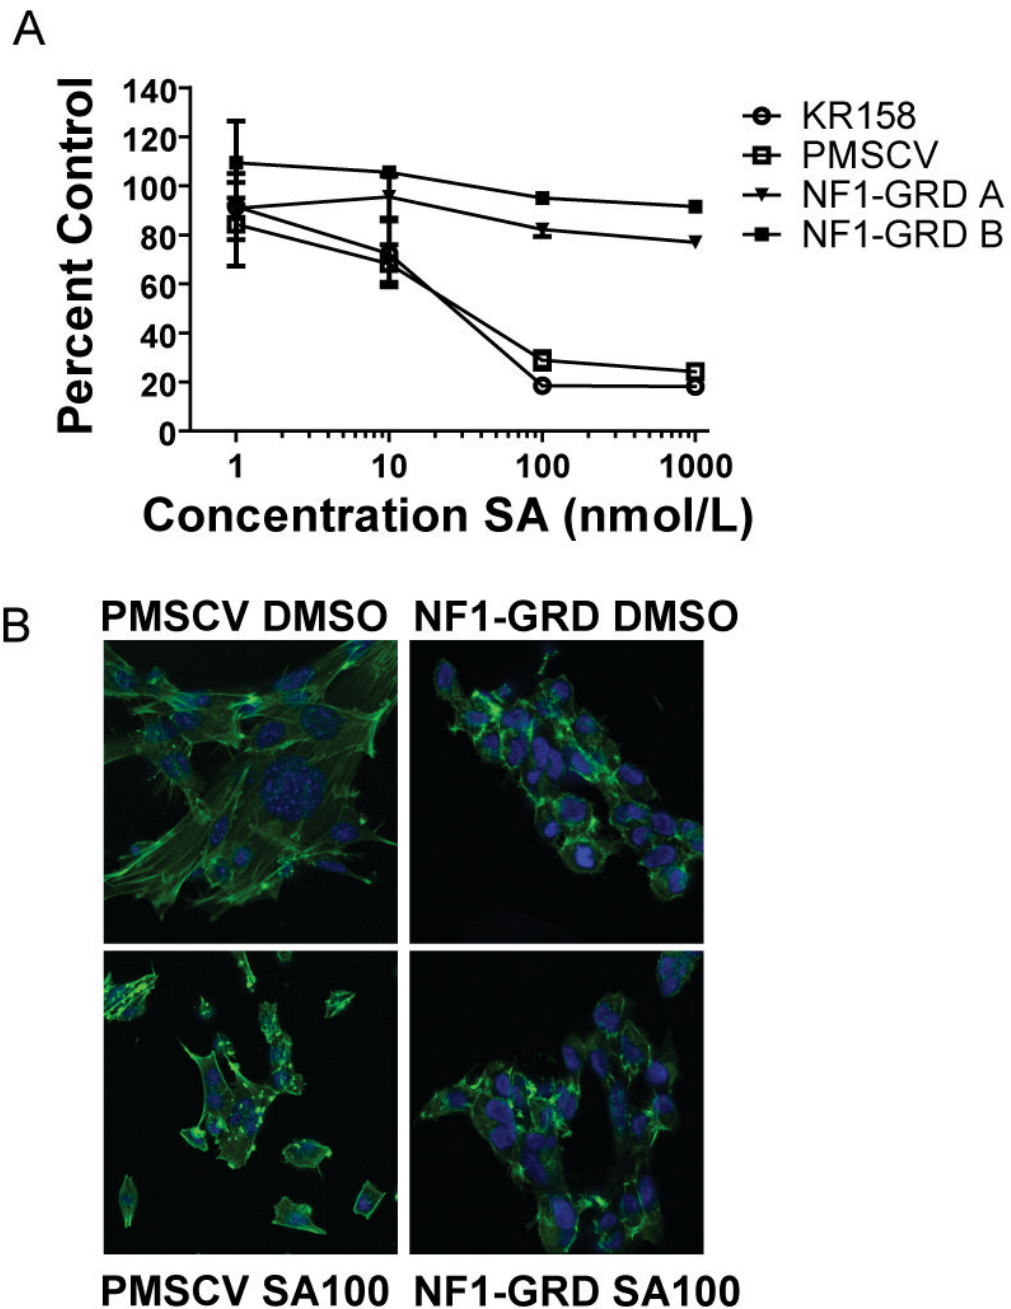 A
Percent Control
140
120
100
80
60
40
20
0
1 10 100 1000
Concentration SA (nmol/L)
KR158
PMSCV
NF1-GRD A
NF1-GRD B
B
PMSCV DMSO NF1-GRD DMSO
PMSCV SA100 NF1-GRD SA100